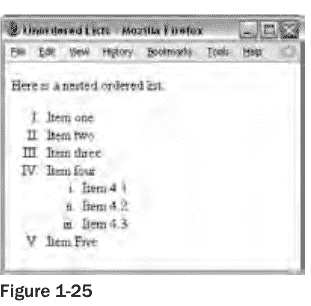 Unordered Lists - Mozilla Firefox
File Edit View History Bookmarks Tools Help
Here is a nested ordered list.
I. Item one
II. Item two
III. Item three
IV. Item four
i. Item 4.1
ii. Item 4.2
iii. Item 4.3
V. Item Five
Figure 1-25